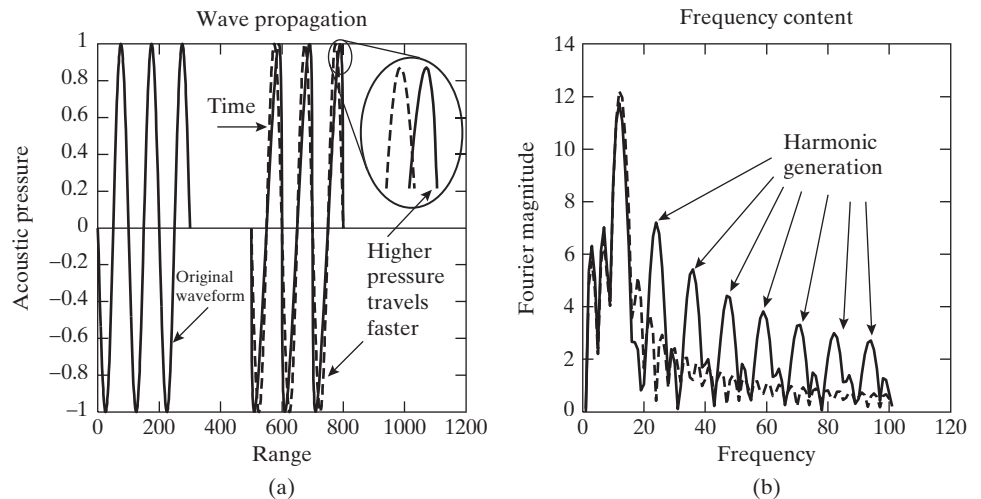 Wave propagation
1
0.8
0.6
0.4
0.2
0
−0.2
−0.4
−0.6
−0.8
−1
Acoustic pressure
Time
Original
waveform
Higher
pressure
travels
faster
0 200 400 600 800 1000 1200
Range
(a)
Frequency content
14
12
10
8
6
4
2
0
Fourier magnitude
Harmonic
generation
0 20 40 60 80 100 120
Frequency
(b)